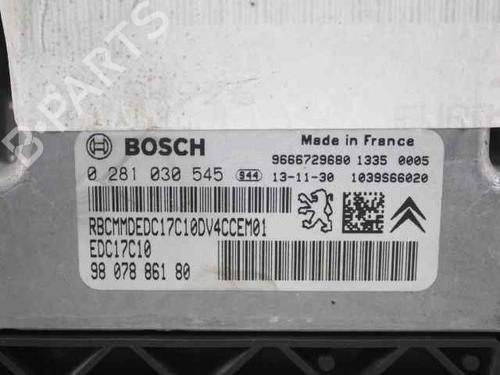 B-PARTS
BOSCH
Made in France
0 281 030 545 944
9666729680 1335 0005
13-11-30 1039S66020
RBCMMDEDC17C10DV4CCEM01
EDC17C10
98 078 861 80